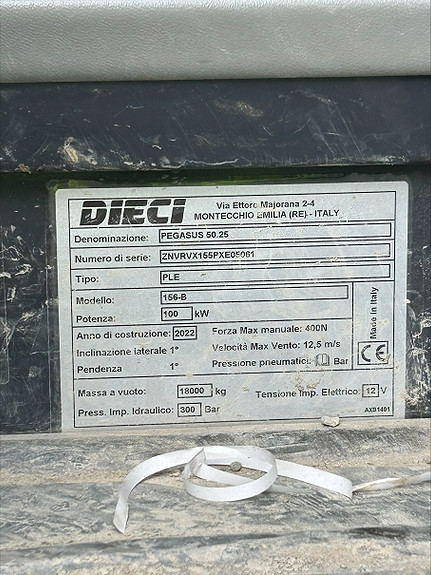 DIECI
Via Ettore Majorana 2-4
MONTECCHIO EMILIA (RE) - ITALY
Denominazione: PEGASUS 50.25
Numero di serie: ZNVRVX155PXE05061
Tipo: PLE
Modello: 156-B
Potenza: 100 kW
Made in Italy
Anno di costruzione: 2022 Forza Max manuale: 400N
Inclinazione laterale 1° Velocità Max Vento: 12,5 m/s
Pendenza 1° Pressione pneumatici Bar
CE
Massa a vuoto: 18000 kg Tensione Imp. Elettrico: 12 V
Press. Imp. Idraulico: 300 Bar
AXB1491